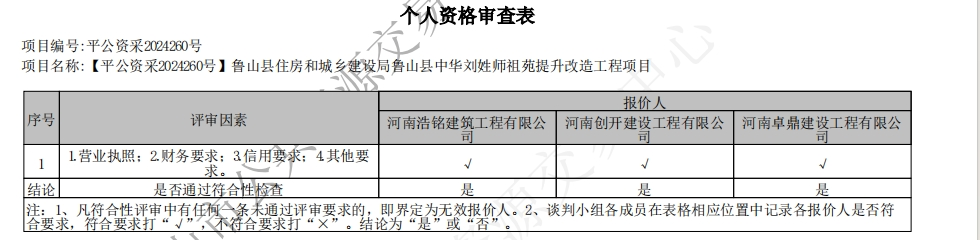 个人资格审查表
项目编号:平公资采2024260号
项目名称:【平公资采2024260号】鲁山县住房和城乡建设局鲁山县中华刘姓师祖苑提升改造工程项目
序号
评审因素
报价人
河南浩铭建筑工程有限公
司
河南创开建设工程有限公
司
河南卓鼎建设工程有限公
司
1
1.营业执照；2.财务要求；3.信用要求；4.其他要
求。
√
√
√
结论
是否通过符合性检查
是
是
是
注：1、凡符合性评审中有任何一条未通过评审要求的，即界定为无效报价人。2、谈判小组各成员在表格相应位置中记录各报价人是否符
合要求，符合要求打“√”，不符合要求打“×”。结论为“是”或“否”。